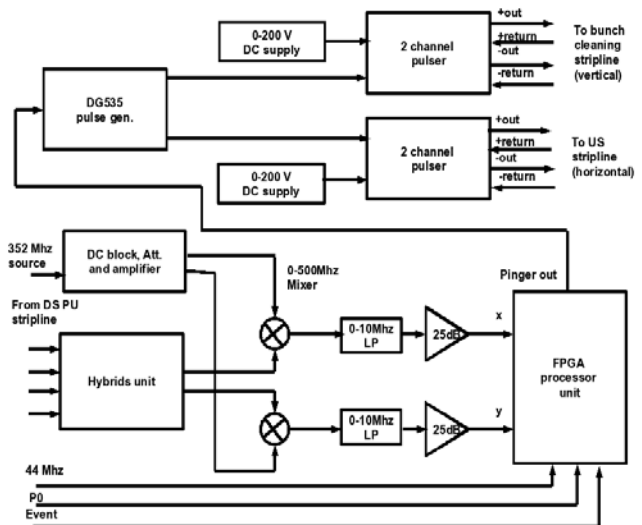 0-200 V
DC supply
2 channel
pulser
+out
+return
-out
-return
To bunch
cleaning
stripline
(vertical)
DG535
pulse gen.
0-200 V
DC supply
2 channel
pulser
+out
+return
-out
-return
To US
stripline
(horizontal)
352 Mhz
source
DC block, Att.
and amplifier
0-500Mhz
Mixer
Pinger out
From DS PU
stripline
Hybrids unit
0-10Mhz
LP
25dB
x
FPGA
processor
unit
0-10Mhz
LP
25dB
y
44 Mhz
P0
Event